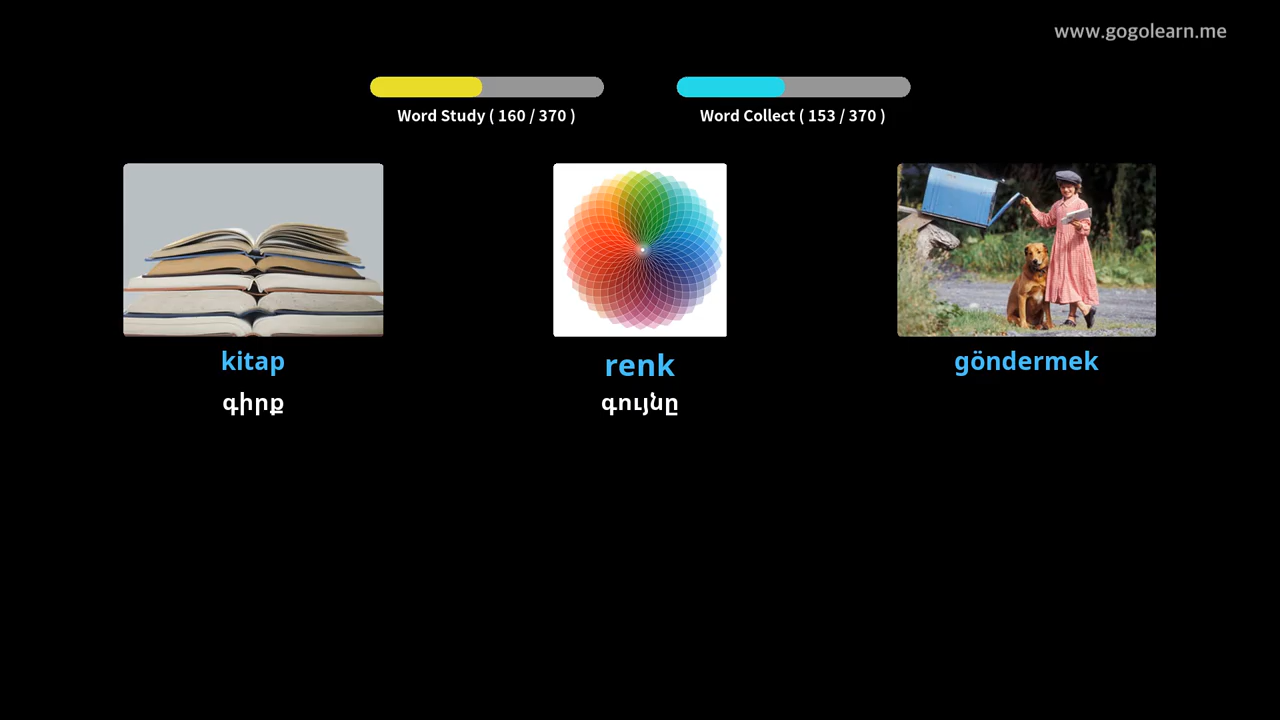 www.gogolearn.me
Word Study ( 160 / 370 )
Word Collect ( 153 / 370 )
kitap
renk
göndermek
գիրք
գույնը